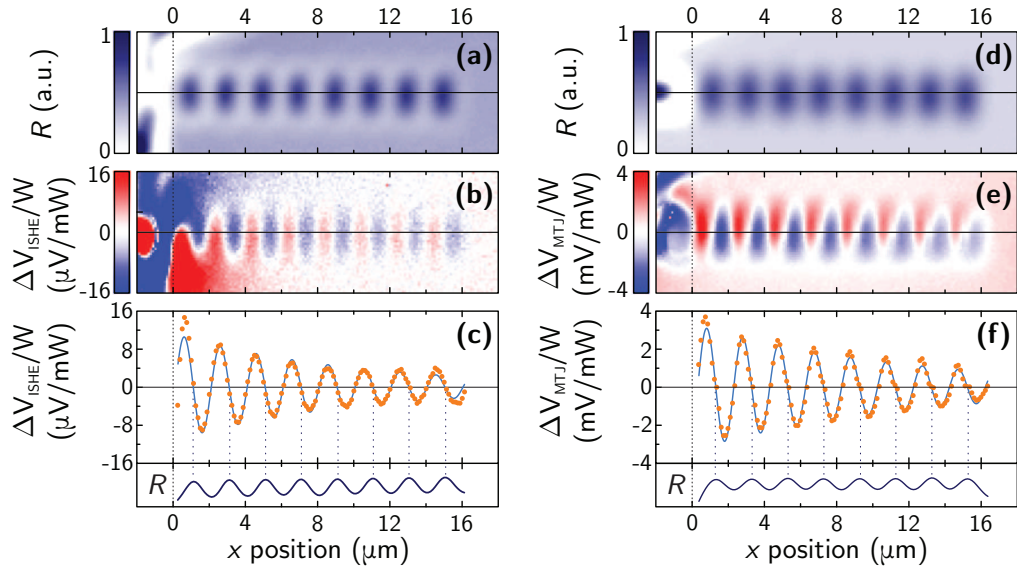 0 4 8 12 16
0 4 8 12 16
1
R (a.u.)
0
(a)
1
R (a.u.)
0
(d)
16
ΔV_ISHE/W
(μV/mW)
0
-16
(b)
4
ΔV_MTJ/W
(mV/mW)
0
-4
(e)
16
8
0
-8
-16
ΔV_ISHE/W
(μV/mW)
(c)
4
2
0
-2
-4
ΔV_MTJ/W
(mV/mW)
(f)
R
R
0 4 8 12 16
0 4 8 12 16
x position (μm)
x position (μm)